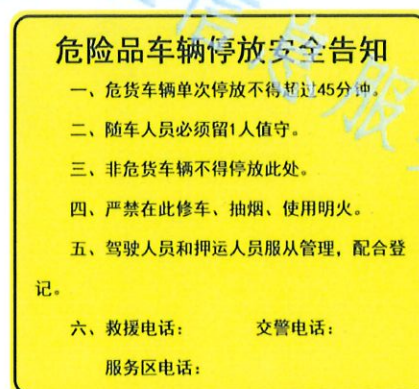 危险品车辆停放安全告知
一、危货车辆单次停放不得超过45分钟。
二、随车人员必须留1人值守。
三、非危货车辆不得停放此处。
四、严禁在此修车、抽烟、使用明火。
五、驾驶人员和押运人员服从管理，配合登
记。
六、救援电话： 交警电话：
服务区电话：